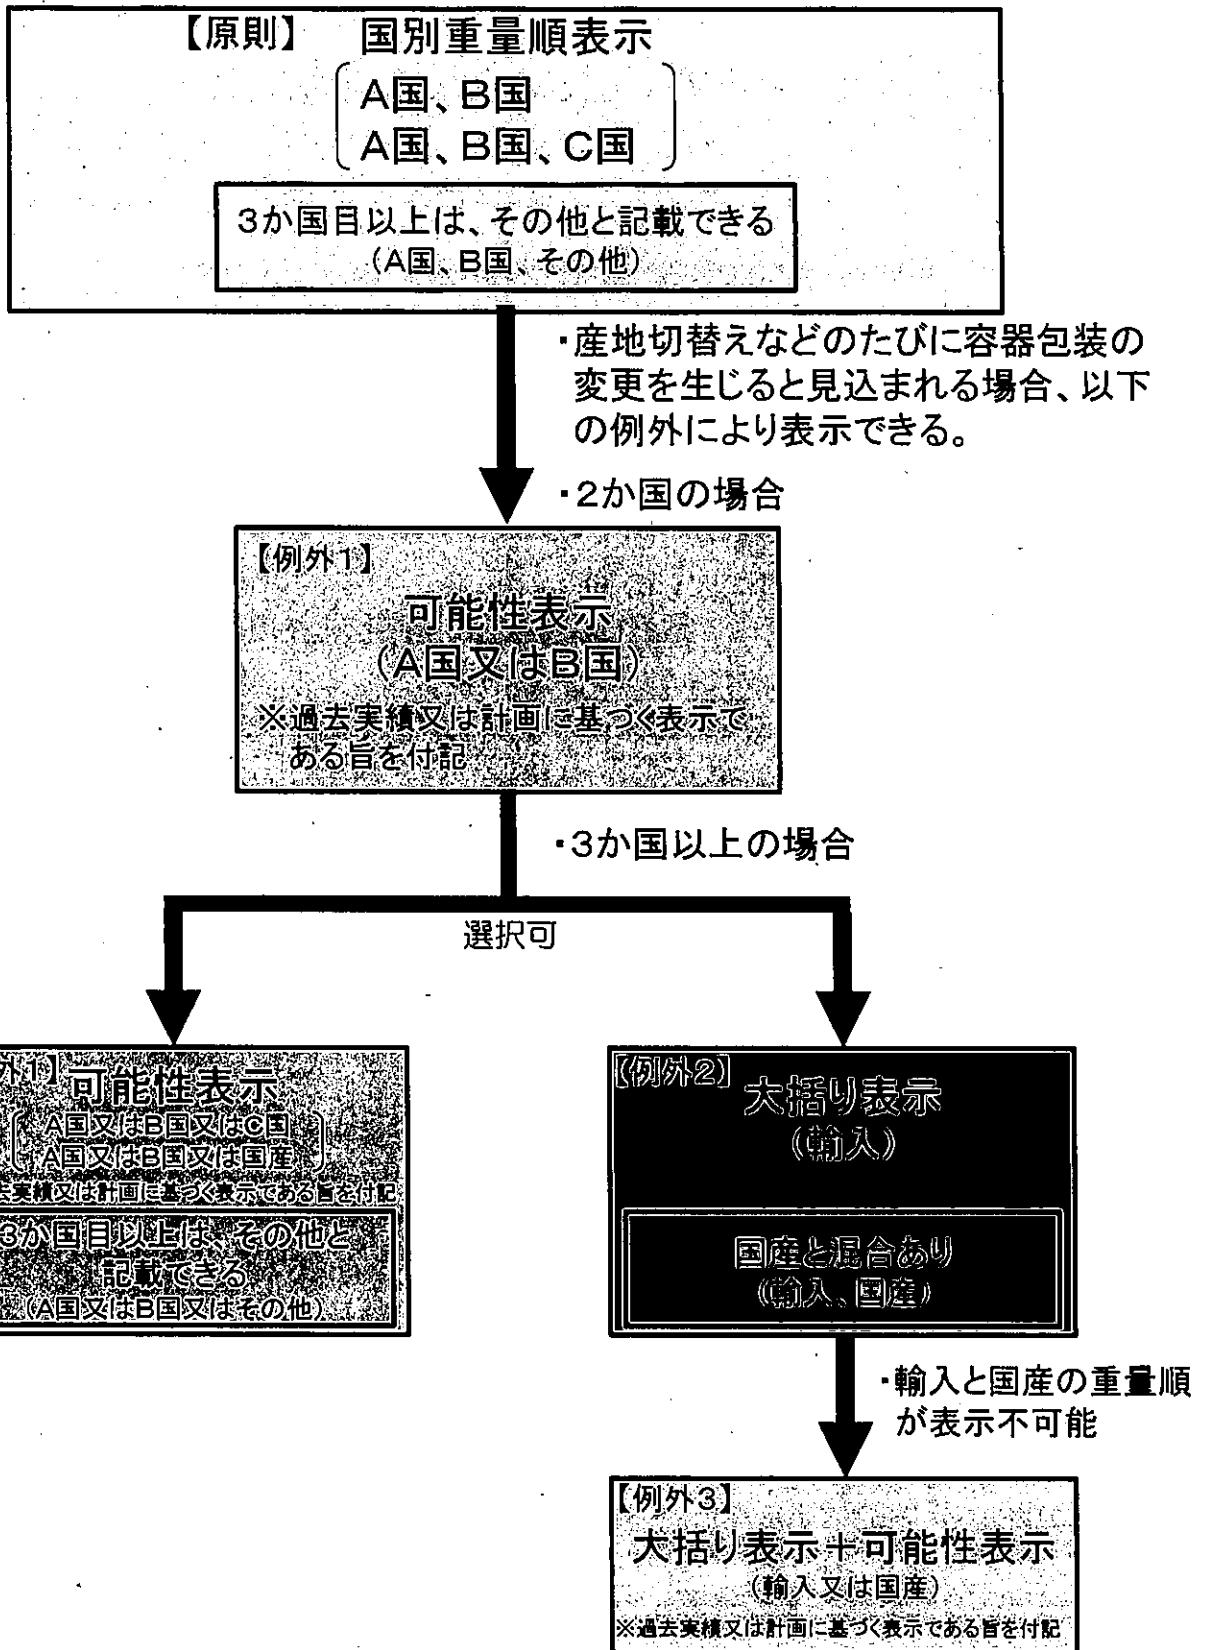 【原則】 国別重量順表示
A国、B国
A国、B国、C国
3か国目以上は、その他と記載できる
(A国、B国、その他)
・産地切替えなどのたびに容器包装の
変更を生じると見込まれる場合、以下
の例外により表示できる。
・2か国の場合
【例外1】
可能性表示
(A国又はB国)
※過去実績又は計画に基づく表示で
ある旨を付記
・3か国以上の場合
選択可
外1】可能性表示
A国又はB国又はC国
A国又はB国又は国産
去実績又は計画に基づく表示である旨を付記
3か国目以上は、その他と
記載できる
(A国又はB国又はその他)
【例外2】
大括り表示
(輸入)
国産と混合あり
(輸入、国産)
・輸入と国産の重量順
が表示不可能
【例外3】
大括り表示+可能性表示
(輸入又は国産)
※過去実績又は計画に基づく表示である旨を付記